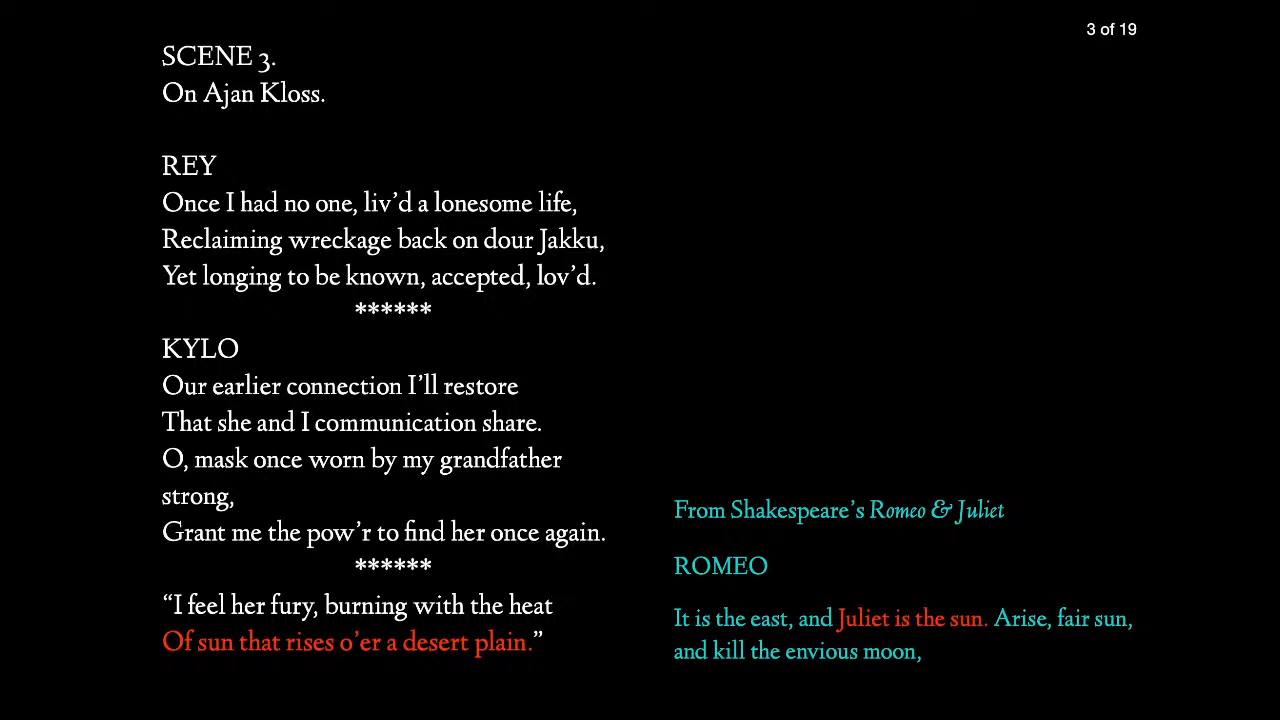 3 of 19
SCENE 3.
On Ajan Kloss.
REY
Once I had no one, liv’d a lonesome life,
Reclaiming wreckage back on dour Jakku,
Yet longing to be known, accepted, lov’d.
******
KYLO
Our earlier connection I’ll restore
That she and I communication share.
O, mask once worn by my grandfather
strong,
Grant me the pow’r to find her once again.
******
“I feel her fury, burning with the heat
Of sun that rises o’er a desert plain.”
From Shakespeare’s Romeo & Juliet
ROMEO
It is the east, and Juliet is the sun. Arise, fair sun,
and kill the envious moon,